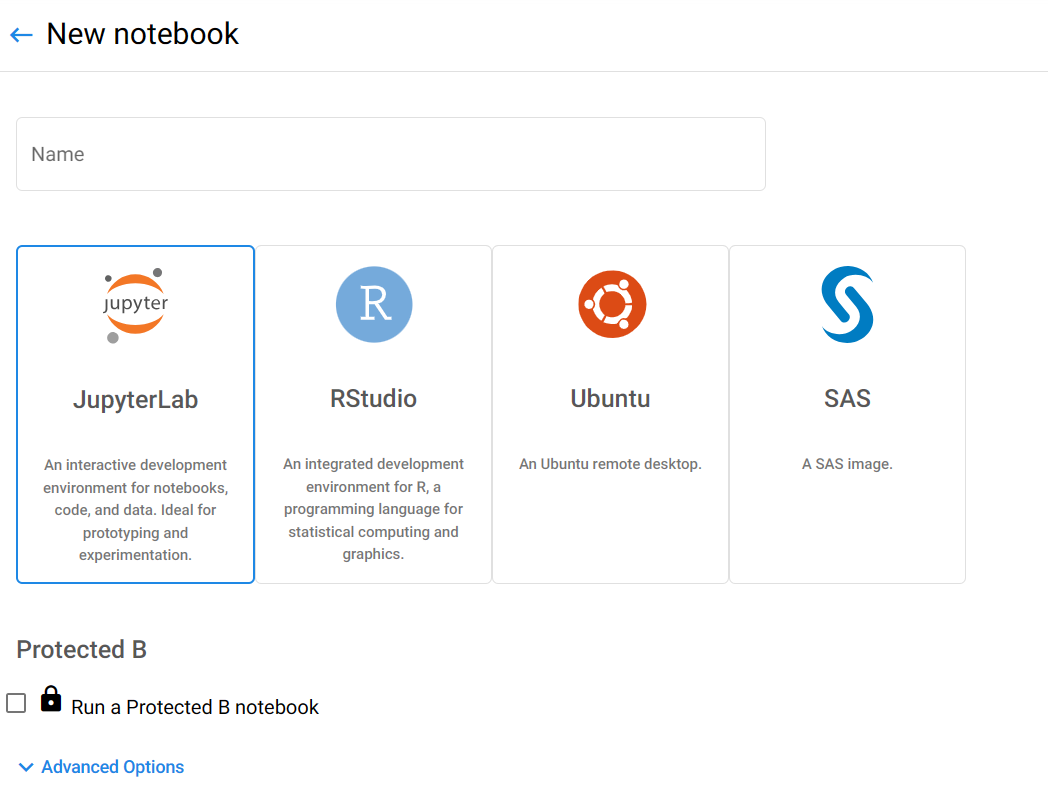 New notebook
Name
jupyter
R
JupyterLab
RStudio
Ubuntu
SAS
An interactive development
environment for notebooks,
code, and data. Ideal for
prototyping and
experimentation.
An integrated development
environment for R, a
programming language for
statistical computing and
graphics.
An Ubuntu remote desktop.
A SAS image.
Protected B
Run a Protected B notebook
Advanced Options